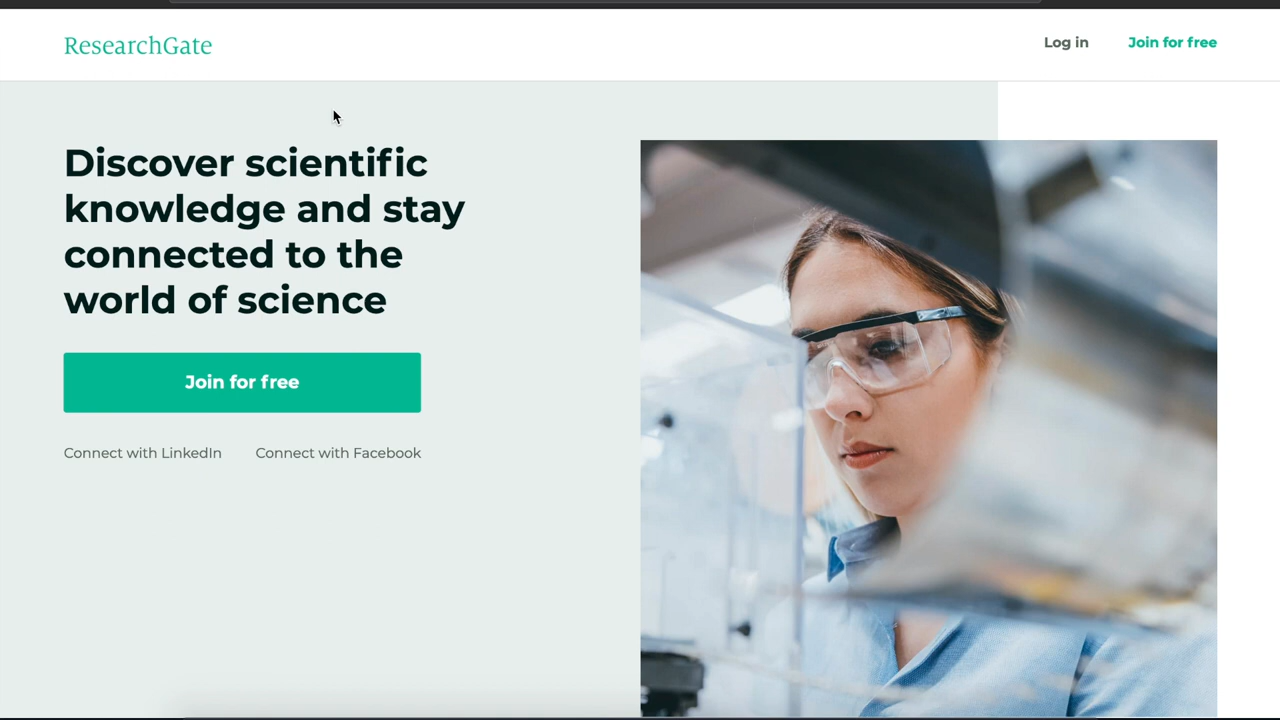 ResearchGate
Log in
Join for free
Discover scientific
knowledge and stay
connected to the
world of science
Join for free
Connect with LinkedIn
Connect with Facebook